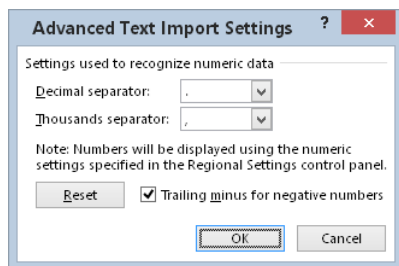 Advanced Text Import Settings ? ×
Settings used to recognize numeric data
Decimal separator: .
Thousands separator: ,
Note: Numbers will be displayed using the numeric
settings specified in the Regional Settings control panel.
Reset Trailing minus for negative numbers
OK Cancel